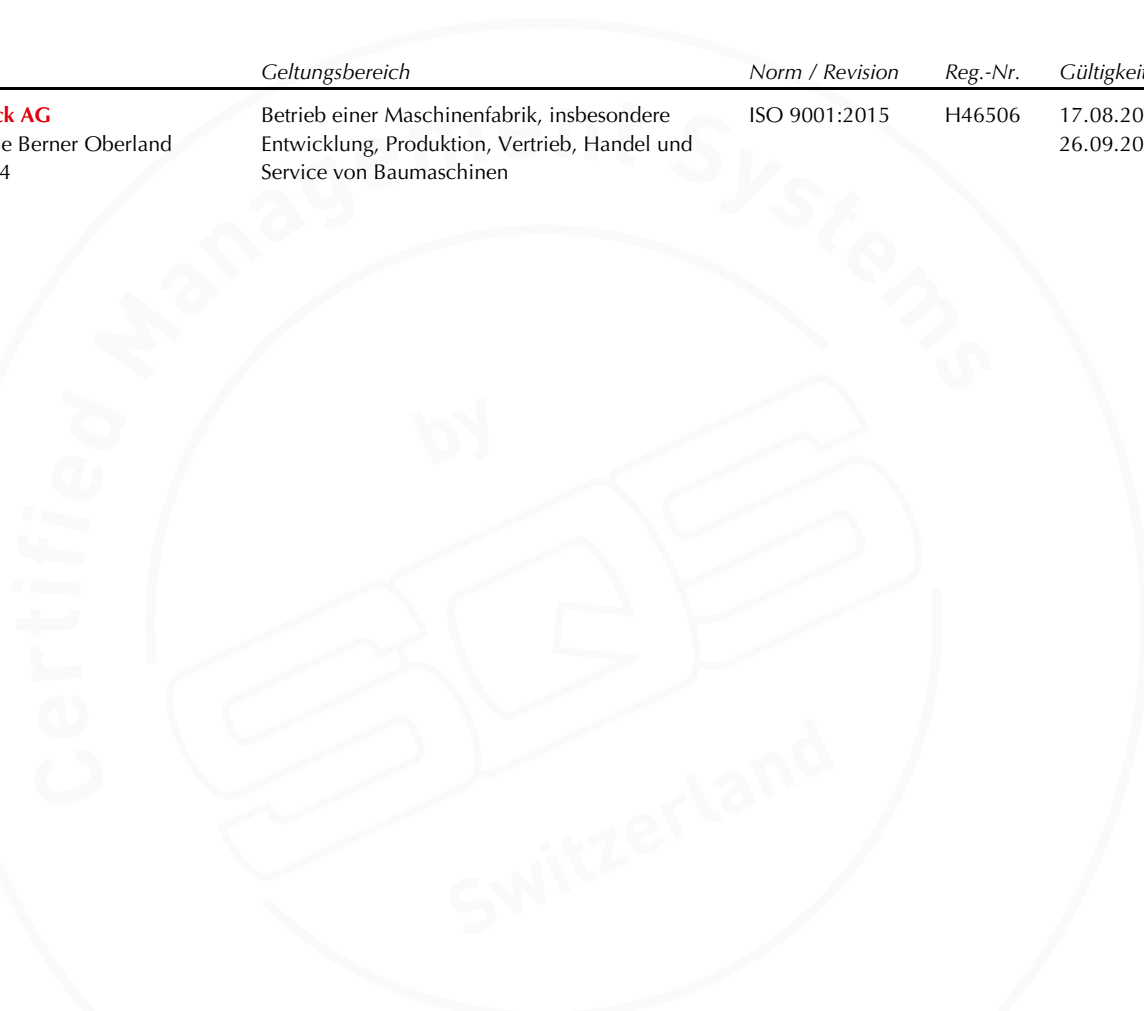 Geltungsbereich Norm / Revision Reg.-Nr. Gültigkeit
ck AG Betrieb einer Maschinenfabrik, insbesondere ISO 9001:2015 H46506 17.08.20
e Berner Oberland Entwicklung, Produktion, Vertrieb, Handel und 26.09.20
4 Service von Baumaschinen
Certified Management Systems
by
SQS
Switzerland